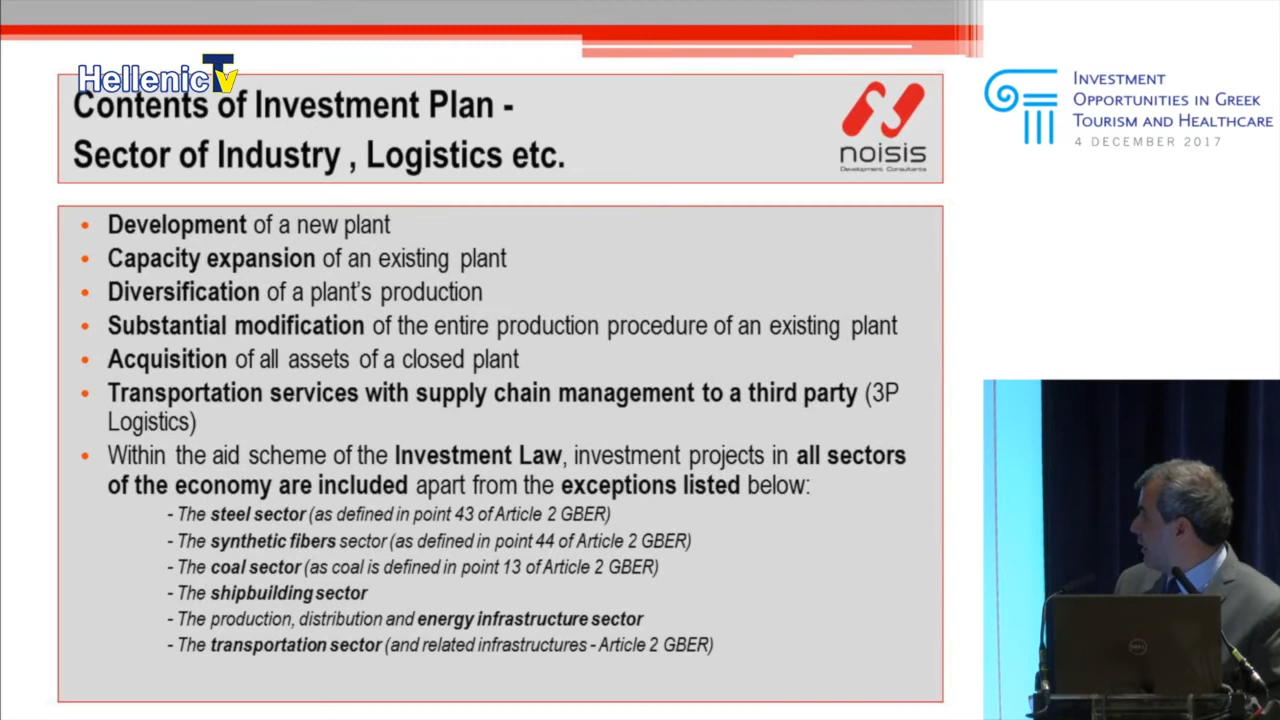 HellenicTv
Contents of Investment Plan -
Sector of Industry , Logistics etc.
noisis
Development Consultants
INVESTMENT
OPPORTUNITIES IN GREEK
TOURISM AND HEALTHCARE
4 DECEMBER 2017
• Development of a new plant
• Capacity expansion of an existing plant
• Diversification of a plant's production
• Substantial modification of the entire production procedure of an existing plant
• Acquisition of all assets of a closed plant
• Transportation services with supply chain management to a third party (3P
Logistics)
• Within the aid scheme of the Investment Law, investment projects in all sectors
of the economy are included apart from the exceptions listed below:
- The steel sector (as defined in point 43 of Article 2 GBER)
- The synthetic fibers sector (as defined in point 44 of Article 2 GBER)
- The coal sector (as coal is defined in point 13 of Article 2 GBER)
- The shipbuilding sector
- The production, distribution and energy infrastructure sector
- The transportation sector (and related infrastructures - Article 2 GBER)
DELL